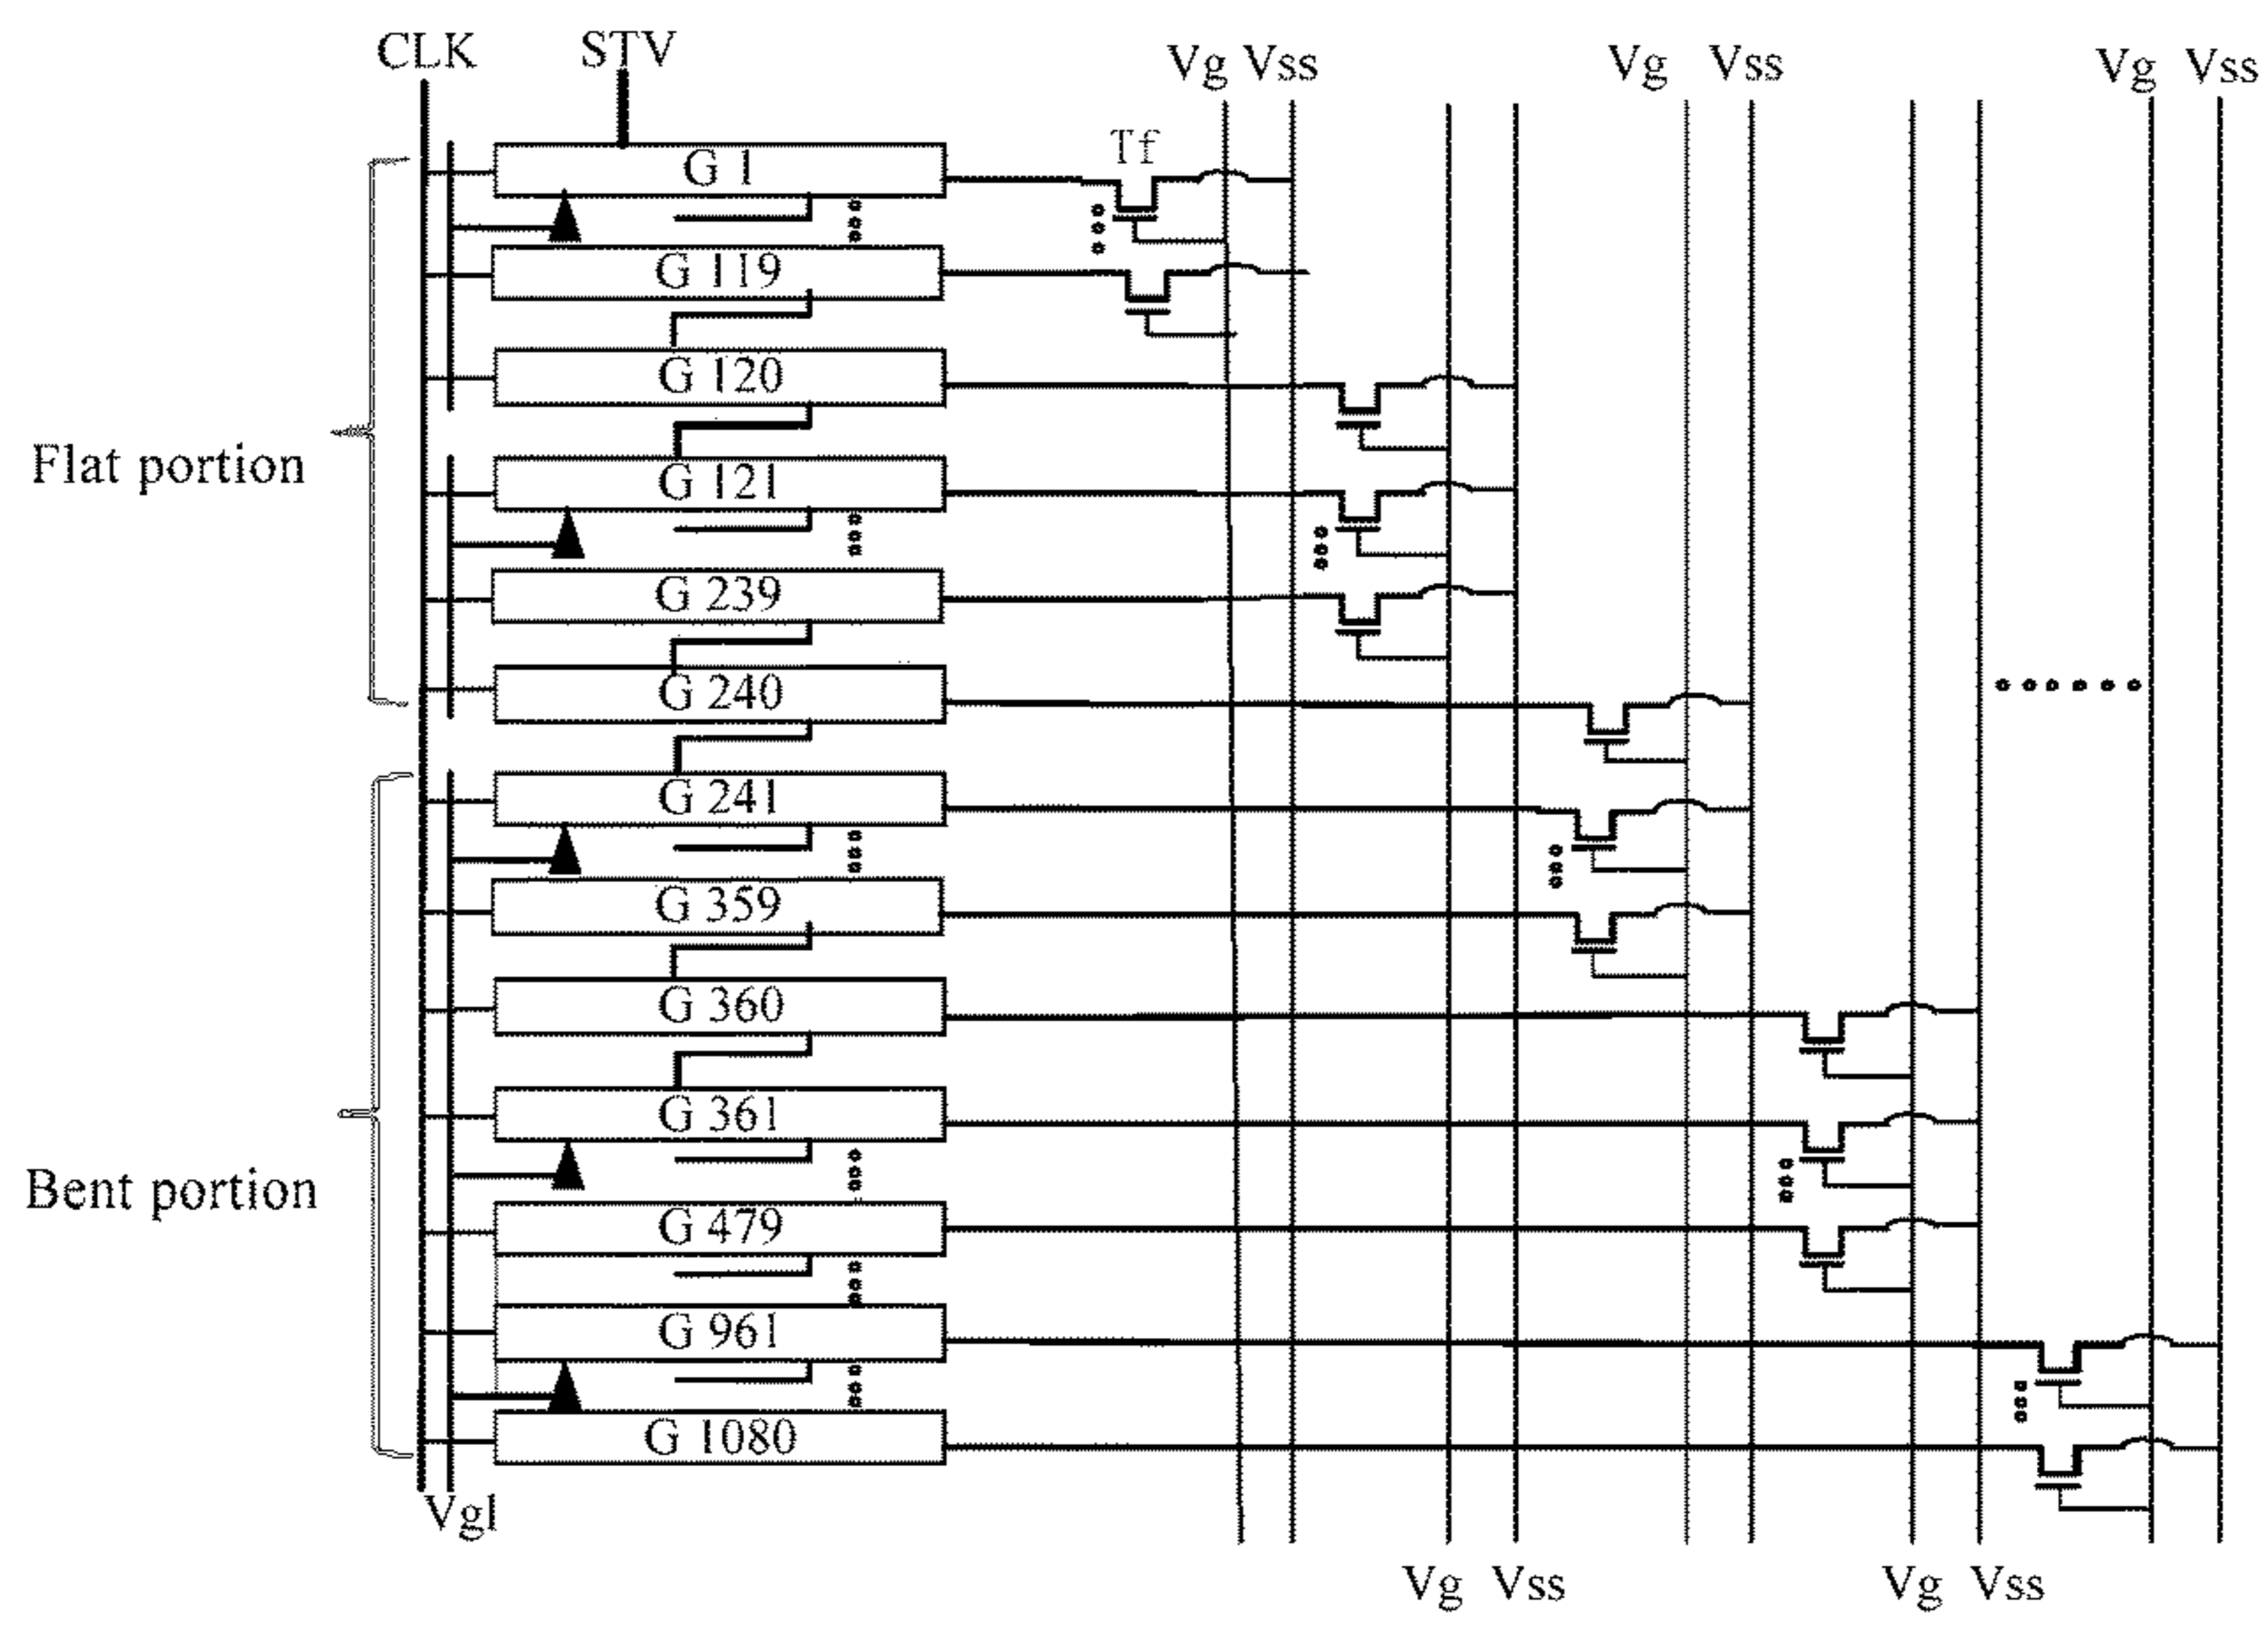 CLK STV Vg Vss Vg Vss Vg Vss
Tf
G 1
G 119
G 120
Flat portion
G 121
G 239
G 240
G 241
G 359
G 360
G 361
Bent portion
G 479
G 961
G 1080
Vgl
Vg Vss Vg Vss